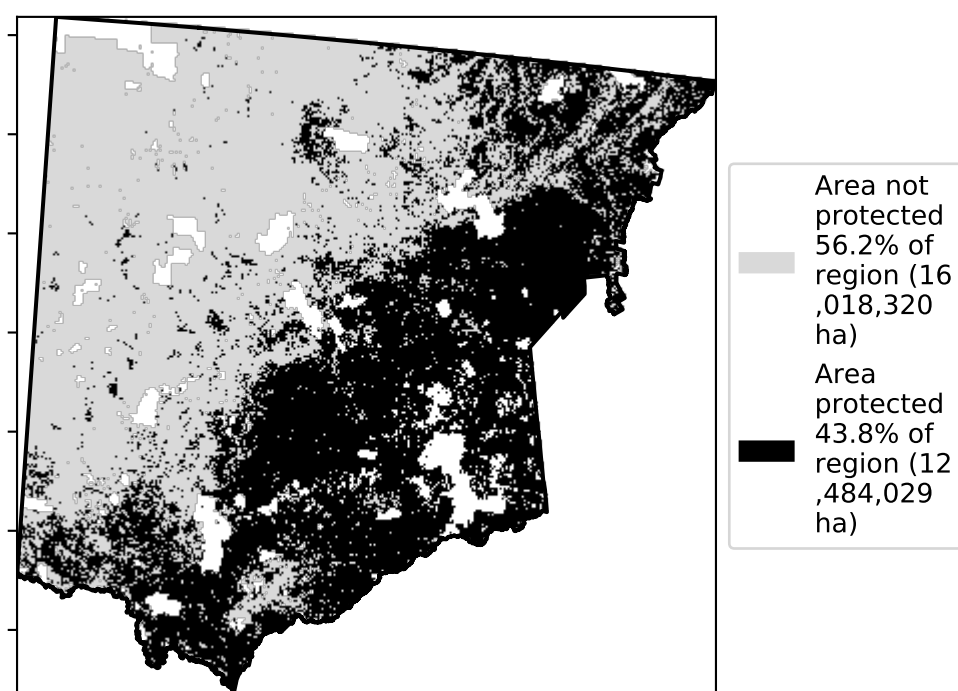 Area not
protected
56.2% of
region (16
,018,320
ha)
Area
protected
43.8% of
region (12
,484,029
ha)